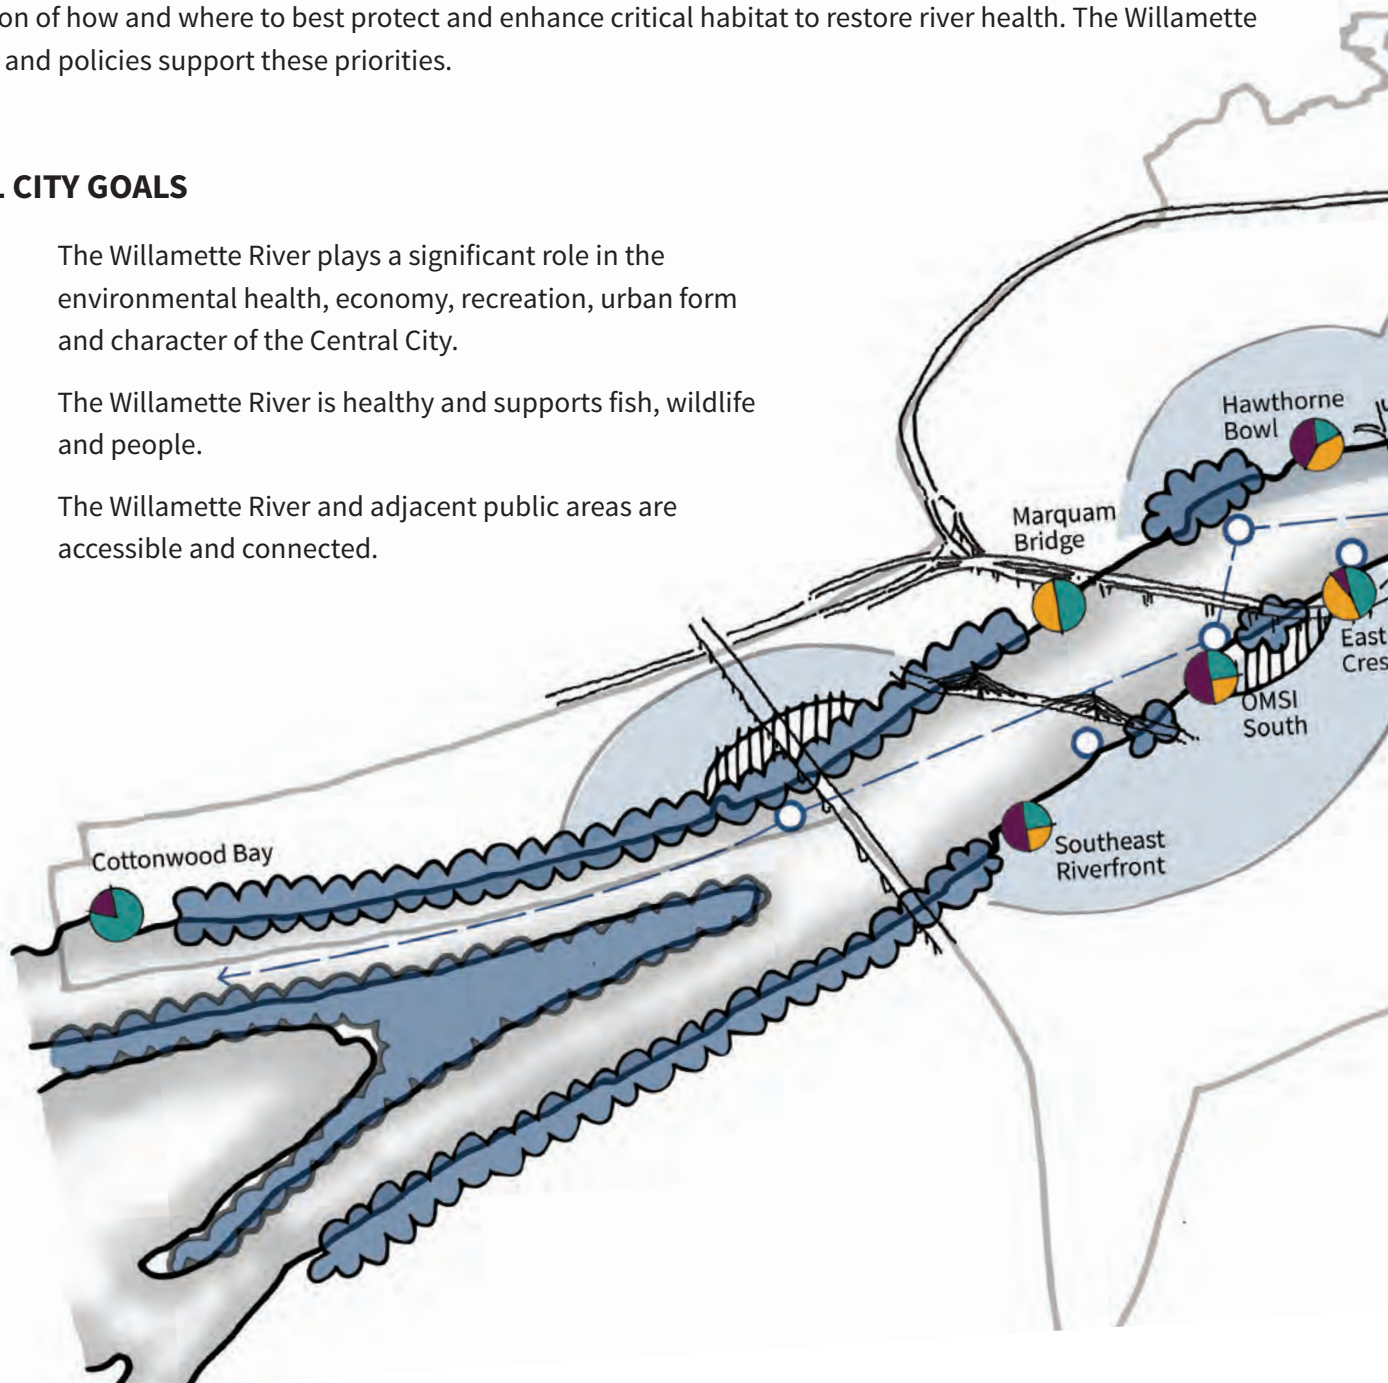 on of how and where to best protect and enhance critical habitat to restore river health. The Willamette
and policies support these priorities.
CITY GOALS
The Willamette River plays a significant role in the
environmental health, economy, recreation, urban form
and character of the Central City.
The Willamette River is healthy and supports fish, wildlife
and people.
The Willamette River and adjacent public areas are
accessible and connected.
Hawthorne
Bowl
Marquam
Bridge
East
Cres
OMSI
South
Southeast
Riverfront
Cottonwood Bay